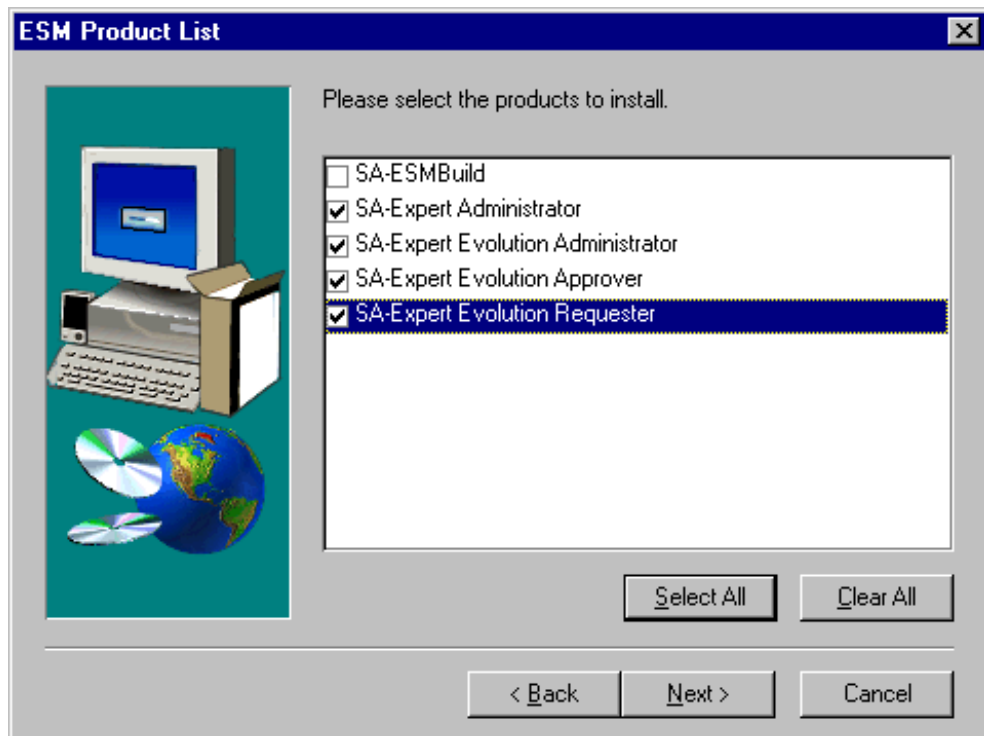 ESM Product List
Please select the products to install.
SA-ESMBuild
SA-Expert Administrator
SA-Expert Evolution Administrator
SA-Expert Evolution Approver
SA-Expert Evolution Requester
Select All
Clear All
< Back
Next >
Cancel